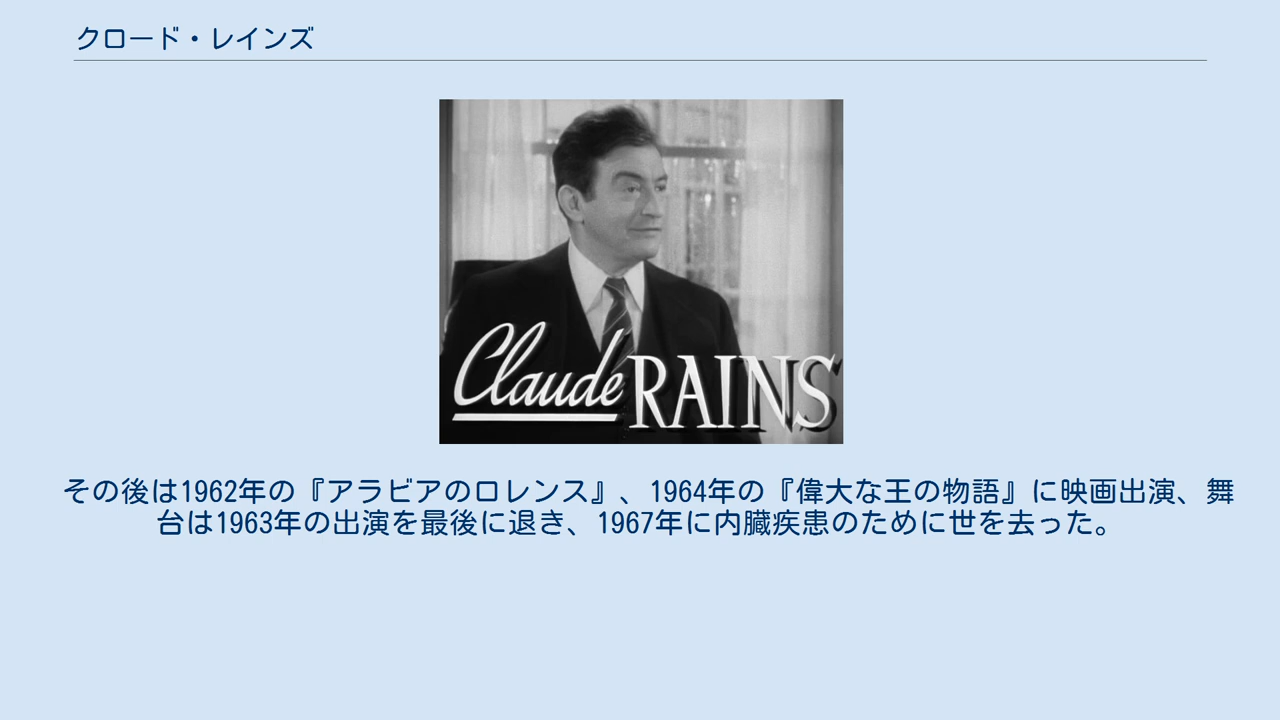 クロード・レインズ
Claude RAINS
その後は1962年の『アラビアのロレンス』、1964年の『偉大な王の物語』に映画出演、舞
台は1963年の出演を最後に退き、1967年に内臓疾患のために世を去った。